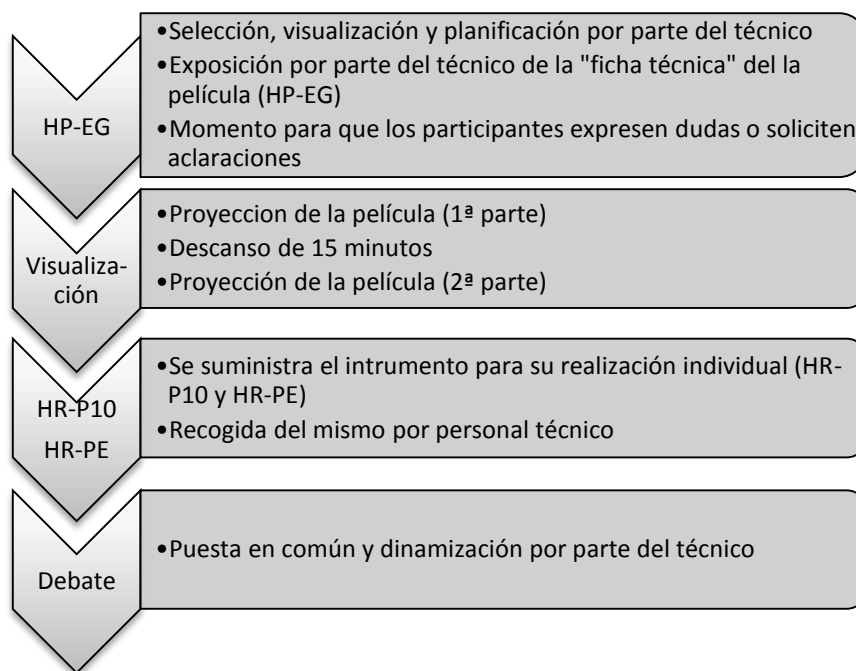 HP-EG
•Selección, visualización y planificación por parte del técnico
•Exposición por parte del técnico de la "ficha técnica" del la
película (HP-EG)
•Momento para que los participantes expresen dudas o soliciten
aclaraciones
Visualiza-
ción
•Proyeccion de la película (1ª parte)
•Descanso de 15 minutos
•Proyección de la película (2ª parte)
HR-P10
HR-PE
•Se suministra el intrumento para su realización individual (HR-
P10 y HR-PE)
•Recogida del mismo por personal técnico
Debate
•Puesta en común y dinamización por parte del técnico